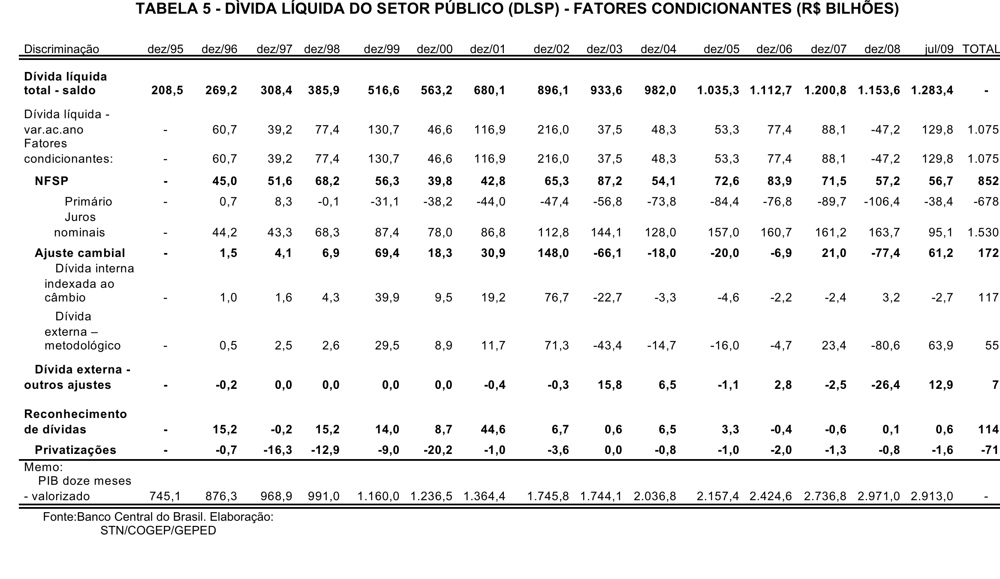 TABELA 5 - DÌVIDA LÍQUIDA DO SETOR PÚBLICO (DLSP) - FATORES CONDICIONANTES (R$ BILHÕES)
Discriminação dez/95 dez/96 dez/97 dez/98 dez/99 dez/00 dez/01 dez/02 dez/03 dez/04 dez/05 dez/06 dez/07 dez/08 jul/09 TOTAL
Dívida líquida
total - saldo 208,5 269,2 308,4 385,9 516,6 563,2 680,1 896,1 933,6 982,0 1.035,3 1.112,7 1.200,8 1.153,6 1.283,4 -
Dívida líquida -
var.ac.ano - 60,7 39,2 77,4 130,7 46,6 116,9 216,0 37,5 48,3 53,3 77,4 88,1 -47,2 129,8 1.075
Fatores
condicionantes: - 60,7 39,2 77,4 130,7 46,6 116,9 216,0 37,5 48,3 53,3 77,4 88,1 -47,2 129,8 1.075
NFSP - 45,0 51,6 68,2 56,3 39,8 42,8 65,3 87,2 54,1 72,6 83,9 71,5 57,2 56,7 852
Primário - 0,7 8,3 -0,1 -31,1 -38,2 -44,0 -47,4 -56,8 -73,8 -84,4 -76,8 -89,7 -106,4 -38,4 -678
Juros
nominais - 44,2 43,3 68,3 87,4 78,0 86,8 112,8 144,1 128,0 157,0 160,7 161,2 163,7 95,1 1.530
Ajuste cambial - 1,5 4,1 6,9 69,4 18,3 30,9 148,0 -66,1 -18,0 -20,0 -6,9 21,0 -77,4 61,2 172
Dívida interna
indexada ao
câmbio - 1,0 1,6 4,3 39,9 9,5 19,2 76,7 -22,7 -3,3 -4,6 -2,2 -2,4 3,2 -2,7 117
Dívida
externa –
metodológico - 0,5 2,5 2,6 29,5 8,9 11,7 71,3 -43,4 -14,7 -16,0 -4,7 23,4 -80,6 63,9 55
Dívida externa -
outros ajustes - -0,2 0,0 0,0 0,0 0,0 -0,4 -0,3 15,8 6,5 -1,1 2,8 -2,5 -26,4 12,9 7
Reconhecimento
de dívidas - 15,2 -0,2 15,2 14,0 8,7 44,6 6,7 0,6 6,5 3,3 -0,4 -0,6 0,1 0,6 114
Privatizações - -0,7 -16,3 -12,9 -9,0 -20,2 -1,0 -3,6 0,0 -0,8 -1,0 -2,0 -1,3 -0,8 -1,6 -71
Memo:
PIB doze meses
- valorizado 745,1 876,3 968,9 991,0 1.160,0 1.236,5 1.364,4 1.745,8 1.744,1 2.036,8 2.157,4 2.424,6 2.736,8 2.971,0 2.913,0 -
Fonte:Banco Central do Brasil. Elaboração:
STN/COGEP/GEPED